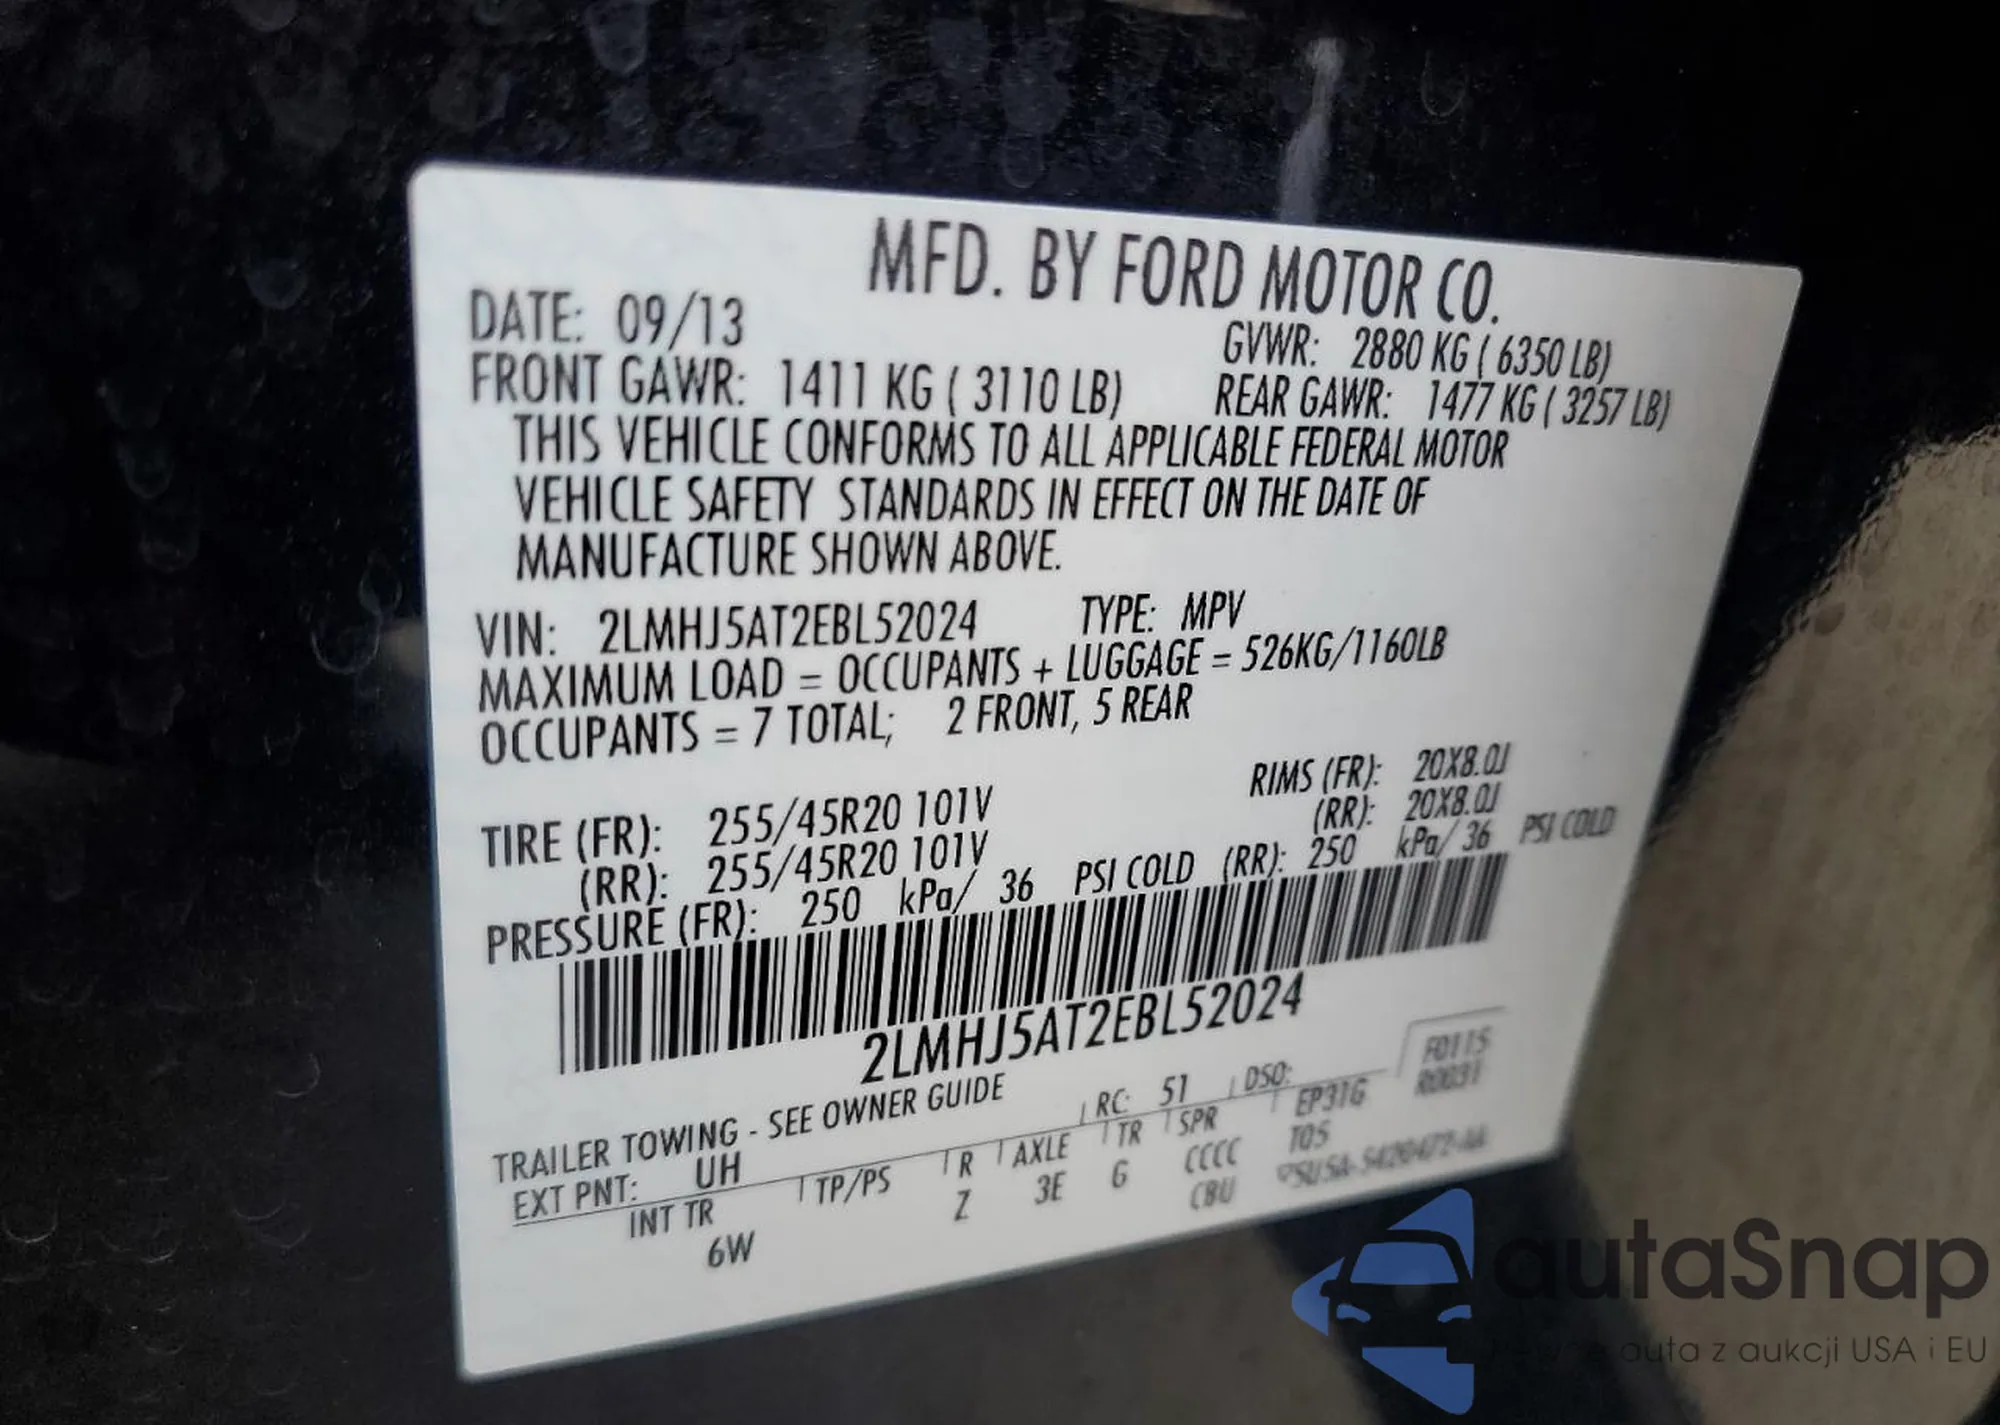 MFD. BY FORD MOTOR CO.
DATE: 09/13
GVWR: 2880 KG ( 6350 LB)
FRONT GAWR: 1411 KG ( 3110 LB)
REAR GAWR: 1477 KG ( 3257 LB)
THIS VEHICLE CONFORMS TO ALL APPLICABLE FEDERAL MOTOR
VEHICLE SAFETY STANDARDS IN EFFECT ON THE DATE OF
MANUFACTURE SHOWN ABOVE.
VIN: 2LMHJ5AT2EBL52024 TYPE: MPV
MAXIMUM LOAD = OCCUPANTS + LUGGAGE = 526KG/1160LB
OCCUPANTS = 7 TOTAL; 2 FRONT, 5 REAR
TIRE (FR): 255/45R20 101V RIMS (FR): 20X8.0J
(RR): 255/45R20 101V (RR): 20X8.0J
PRESSURE (FR): 250 kPa/ 36 PSI COLD (RR): 250 kPa/ 36 PSI COLD
2LMHJ5AT2EBL52024
TRAILER TOWING - SEE OWNER GUIDE
F0115
R0031
EXT PNT: UH RC: 51 DSO:
INT TR TP/PS R AXLE TR SPR EP31G
6W Z 3E G CCCC T05
CBU
autaSnap
auta z aukcji USA i EU